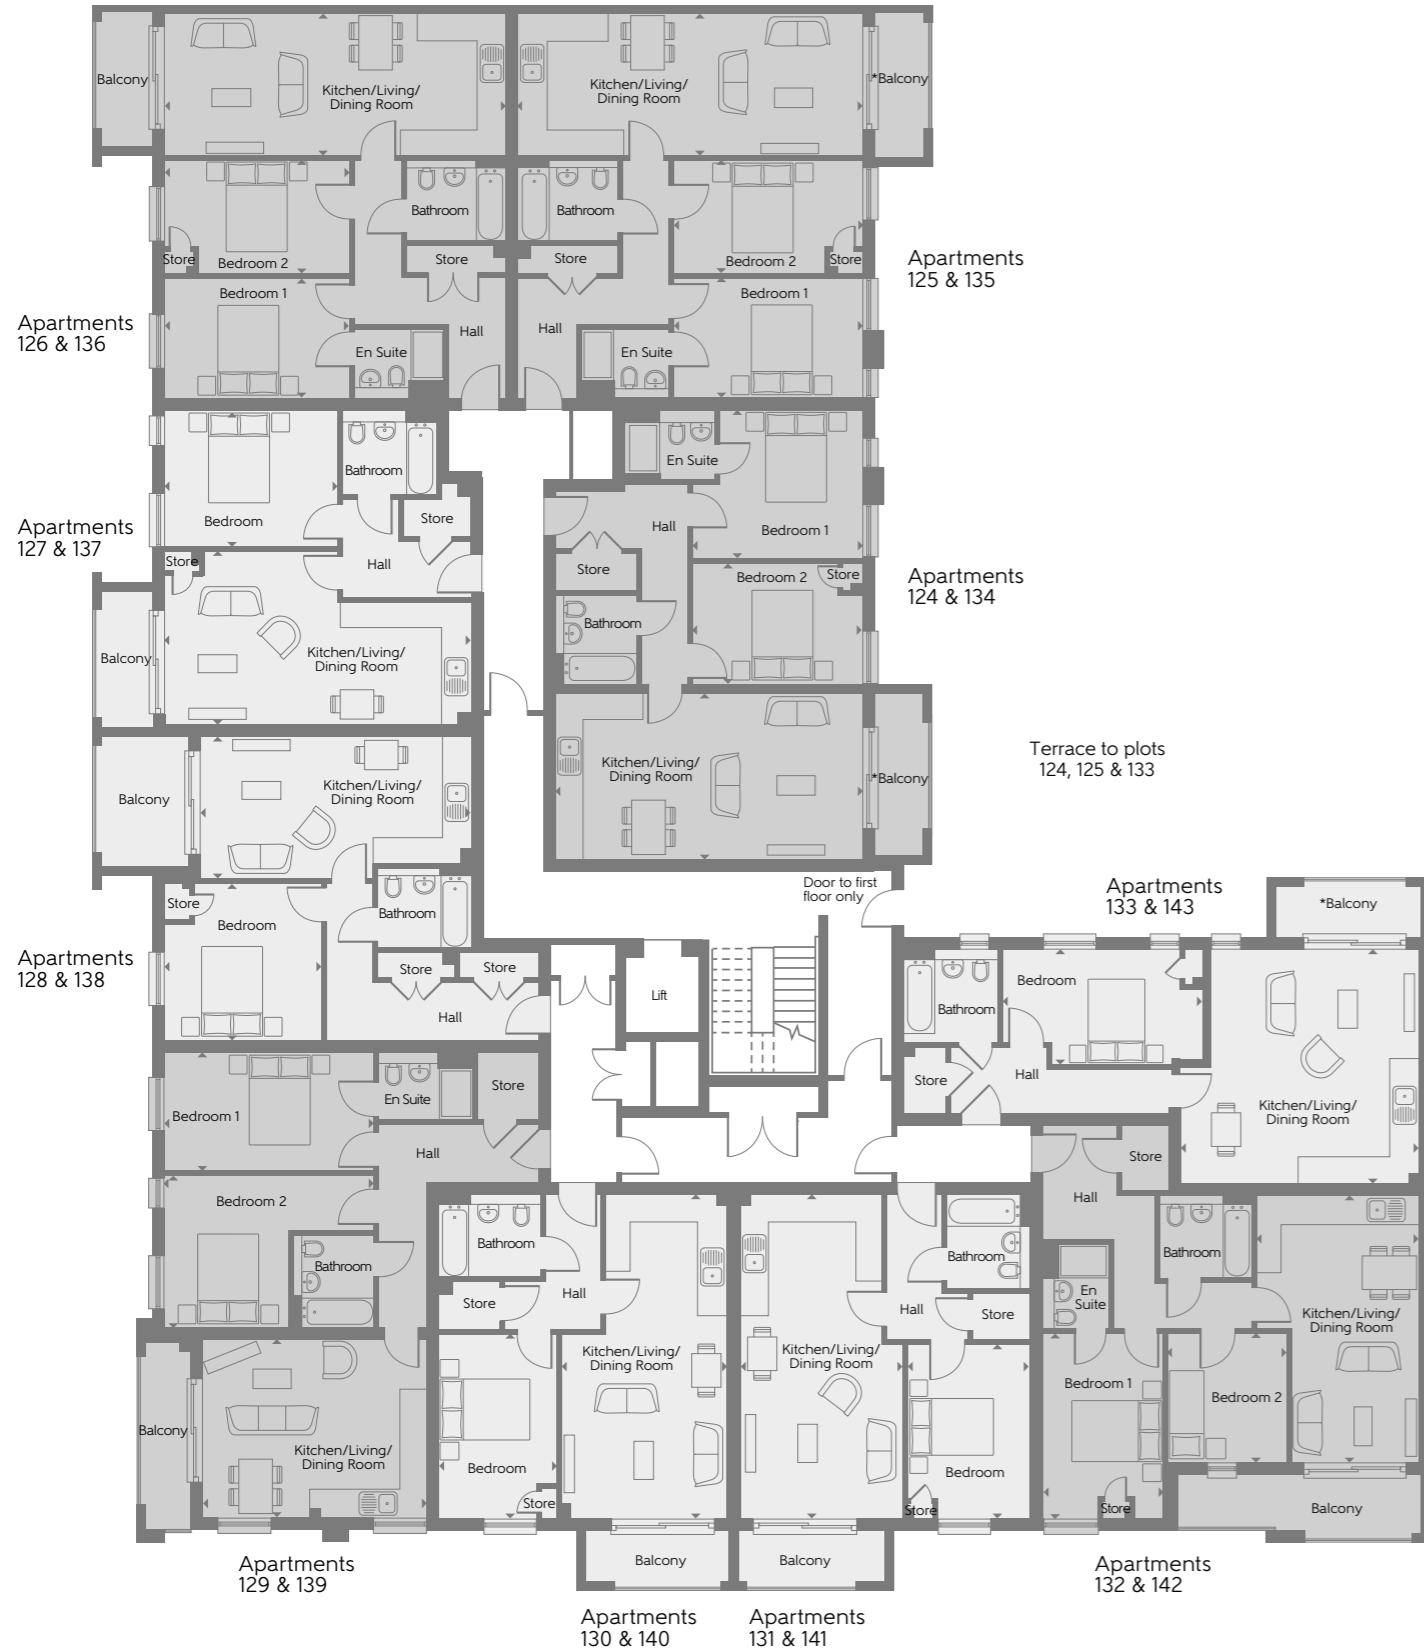 Balcony
Kitchen/Living/
Dining Room
Kitchen/Living/
Dining Room
*Balcony
Bathroom
Bathroom
Store
Bedroom 2
Store
Store
Bedroom 2
Store
Apartments
125 & 135
Bedroom 1
Bedroom 1
Apartments
126 & 136
Hall
Hall
En Suite
En Suite
Bathroom
En Suite
Bedroom
Store
Hall
Bedroom 1
Apartments
127 & 137
Store
Hall
Store
Bedroom 2
Store
Apartments
124 & 134
Bathroom
Balcony
Kitchen/Living/
Dining Room
Terrace to plots
124, 125 & 133
Kitchen/Living/
Dining Room
*Balcony
Balcony
Kitchen/Living/
Dining Room
Door to first
floor only
Apartments
133 & 143
*Balcony
Store
Bedroom
Bathroom
Apartments
128 & 138
Store
Store
Hall
Lift
Bedroom
Bathroom
Store
Hall
Kitchen/Living/
Dining Room
Bedroom 1
En Suite
Store
Hall
Store
Bedroom 2
Hall
Bathroom
Bathroom
Bathroom
Bathroom
Store
Hall
Hall
Store
En
Suite
Kitchen/Living/
Dining Room
Kitchen/Living/
Dining Room
Kitchen/Living/
Dining Room
Bedroom 1
Bedroom 2
Balcony
Kitchen/Living/
Dining Room
Bedroom
Store
Bedroom
Store
Store
Balcony
Balcony
Balcony
Apartments
129 & 139
Apartments
132 & 142
Apartments
130 & 140
Apartments
131 & 141